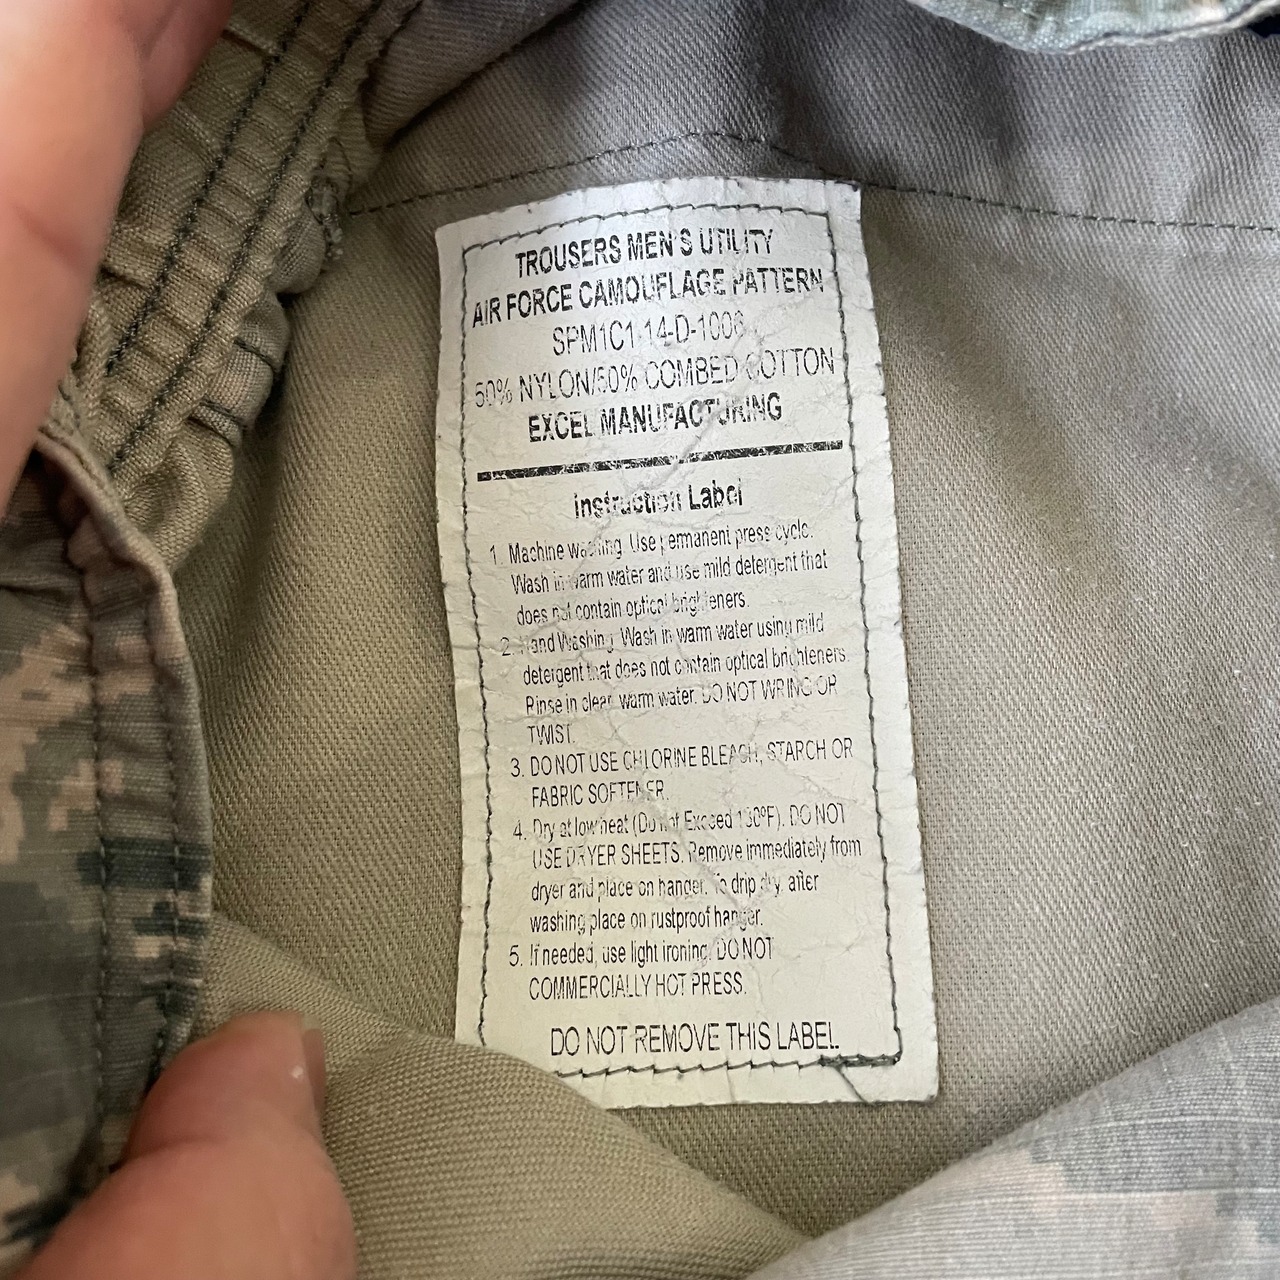 TROUSERS MEN'S UTILITY
AIR FORCE CAMOUFLAGE PATTERN
SPM1C1-14-D-1006
50% NYLON/50% COMBED COTTON
EXCEL MANUFACTURING
Instruction Label
1. Machine washing. Use permanent press cycle.
Wash in warm water and use mild detergent that
does not contain optical brighteners.
2. Hand Washing. Wash in warm water using mild
detergent that does not contain optical brighteners.
Rinse in clear, warm water. DO NOT WRING OR
TWIST.
3. DO NOT USE CHLORINE BLEACH, STARCH OR
FABRIC SOFTENER.
4. Dry at low heat (Do not Exceed 130°F). DO NOT
USE DRYER SHEETS. Remove immediately from
dryer and place on hanger. To drip dry, after
washing place on rustproof hanger.
5. If needed, use light ironing. DO NOT
COMMERCIALLY HOT PRESS.
DO NOT REMOVE THIS LABEL